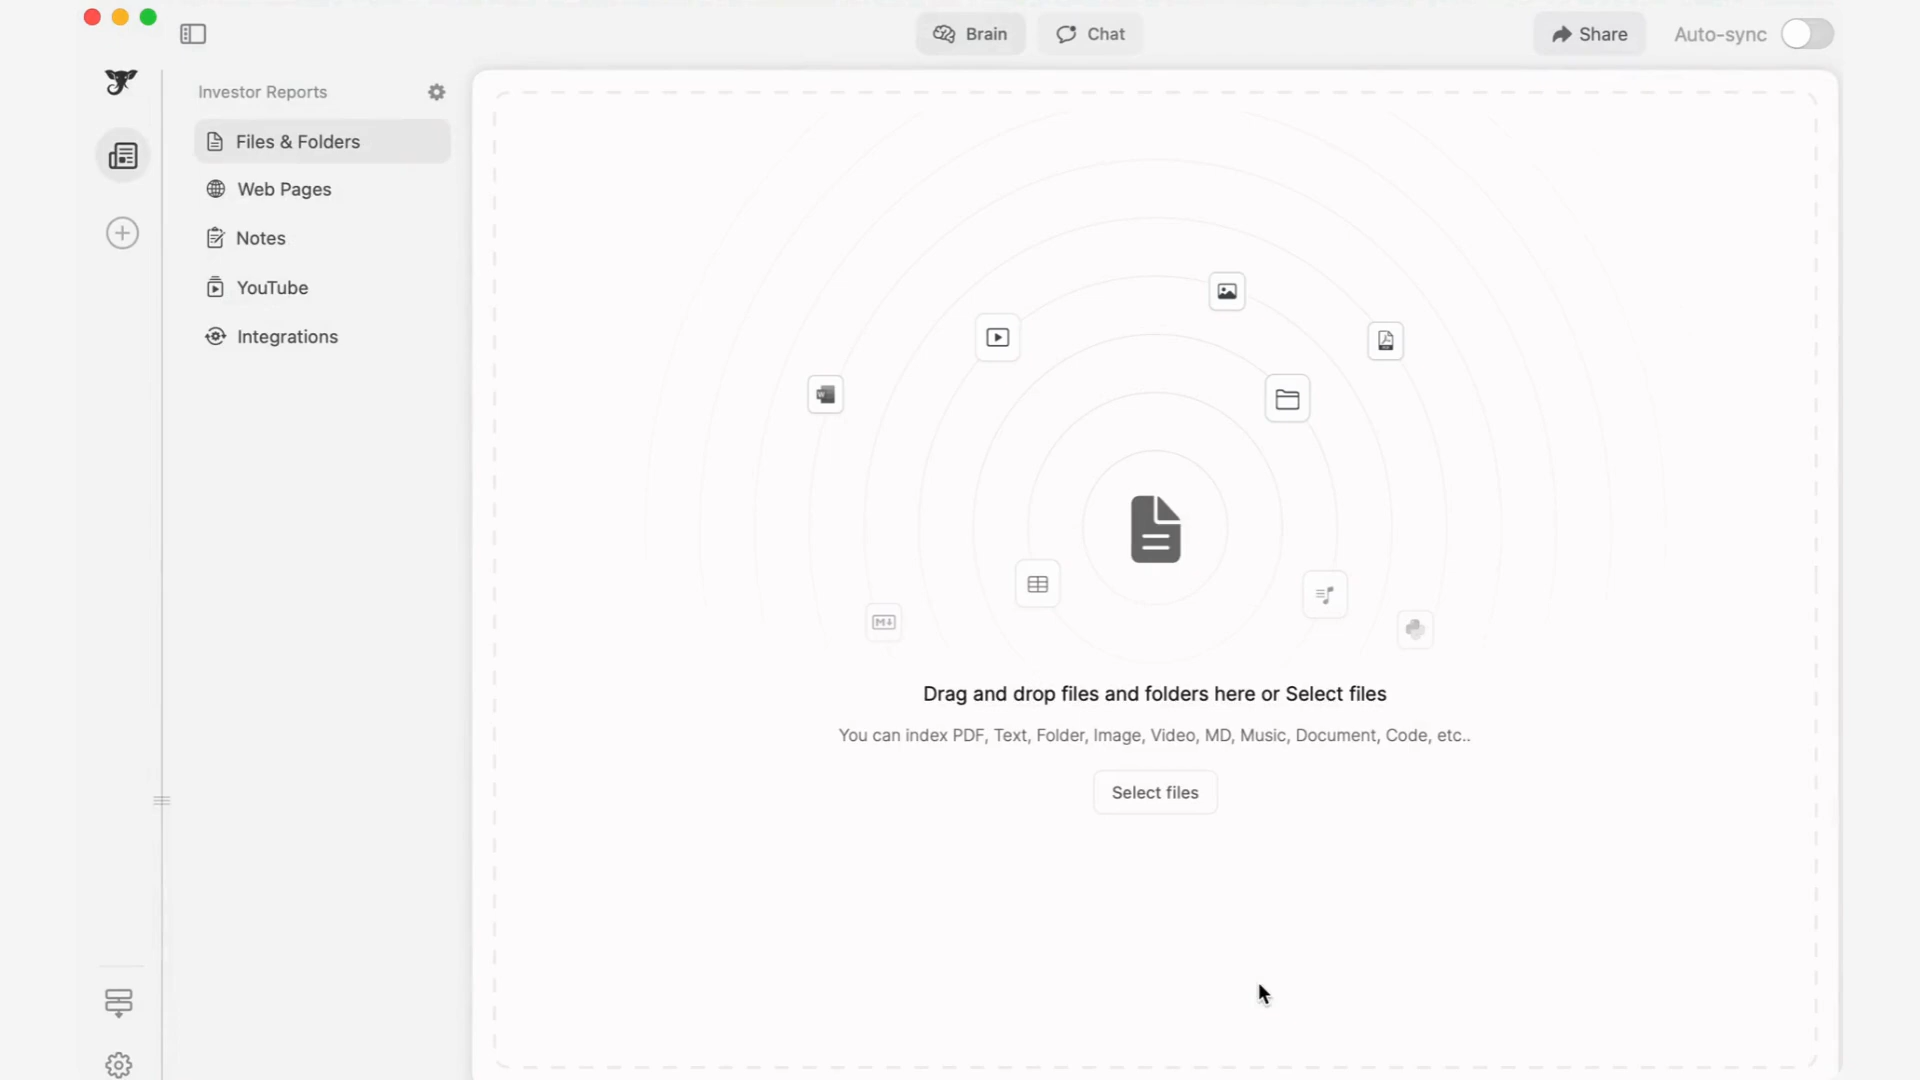 Brain
Chat
Share
Auto-sync
Investor Reports
Files & Folders
Web Pages
Notes
YouTube
Integrations
W
M
Drag and drop files and folders here or Select files
You can index PDF, Text, Folder, Image, Video, MD, Music, Document, Code, etc..
Select files